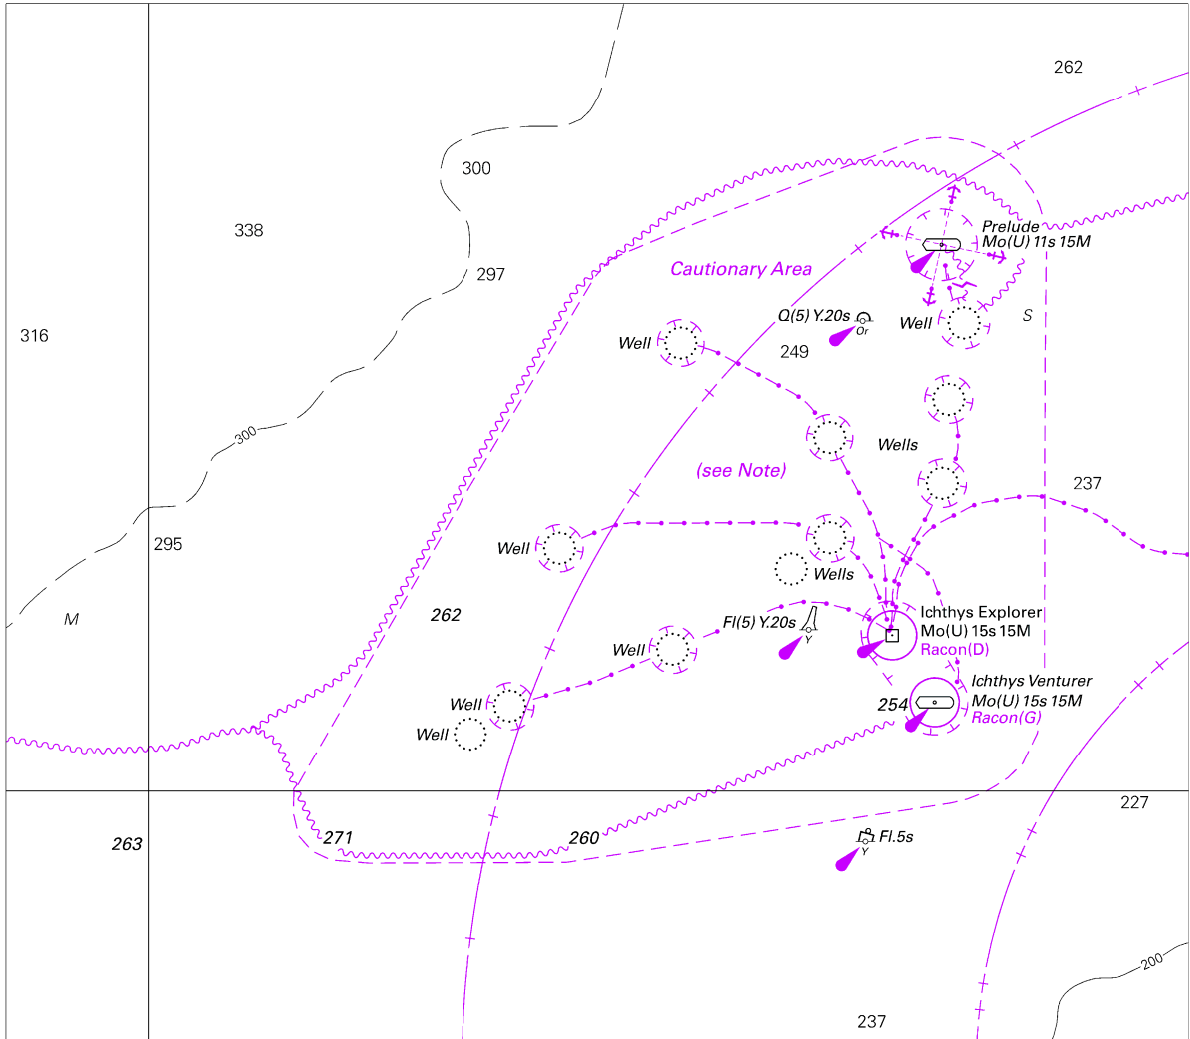 262
300
338
Prelude
Mo(U) 11s 15M
Cautionary Area
297
316
Q(5) Y.20s
Or
Well
S
Well
249
300
Wells
(see Note)
237
295
Well
Wells
M
262
Fl(5) Y.20s
Y
Ichthys Explorer
Mo(U) 15s 15M
Racon(D)
Well
Ichthys Venturer
Mo(U) 15s 15M
Racon(G)
254
Well
Well
227
263
271
260
Fl.5s
Y
200
237